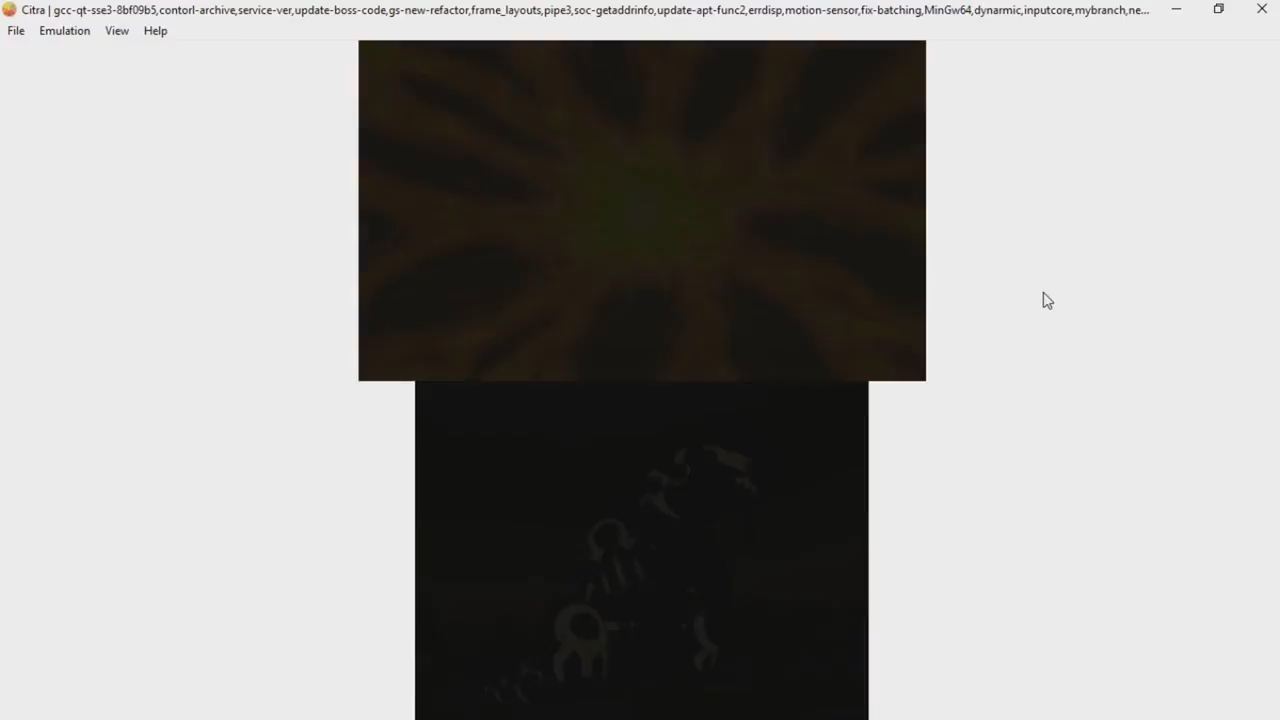 Citra | gcc-qt-sse3-8bf09b5,contorl-archive,service-ver,update-boss-code,gs-new-refactor,frame_layouts,pipe3,soc-getaddrinfo,update-apt-func2,errdisp,motion-sensor,fix-batching,MinGw64,dynarmic,inputcore,mybranch,ne...
File Emulation View Help